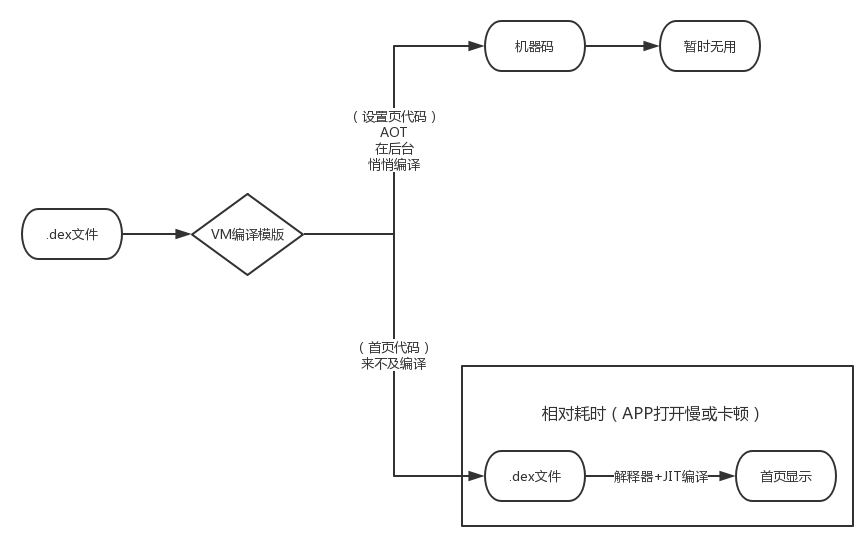 机器码
暂时无用
（设置页代码）
AOT
在后台
悄悄编译
.dex文件
VM编译模版
（首页代码）
来不及编译
相对耗时（APP打开慢或卡顿）
.dex文件
解释器+JIT编译
首页显示